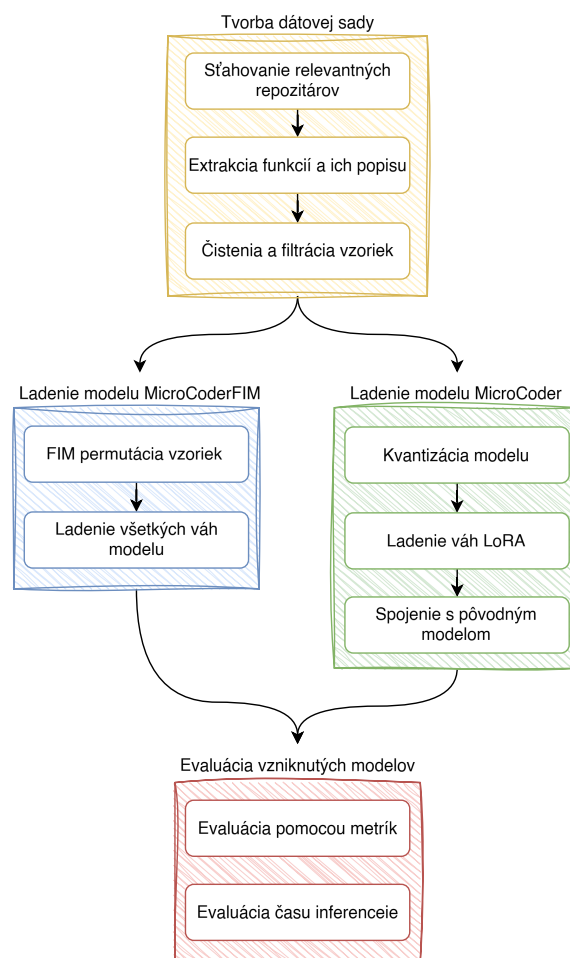 Tvorba dátovej sady
Sťahovanie relevantných
repozitárov
Extrakcia funkcií a ich popisu
Čistenia a filtrácia vzoriek
Ladenie modelu MicroCoderFIM
FIM permutácia vzoriek
Ladenie všetkých váh
modelu
Ladenie modelu MicroCoder
Kvantizácia modelu
Ladenie váh LoRA
Spojenie s pôvodným
modelom
Evaluácia vzniknutých modelov
Evaluácia pomocou metrík
Evaluácia času inferenceie